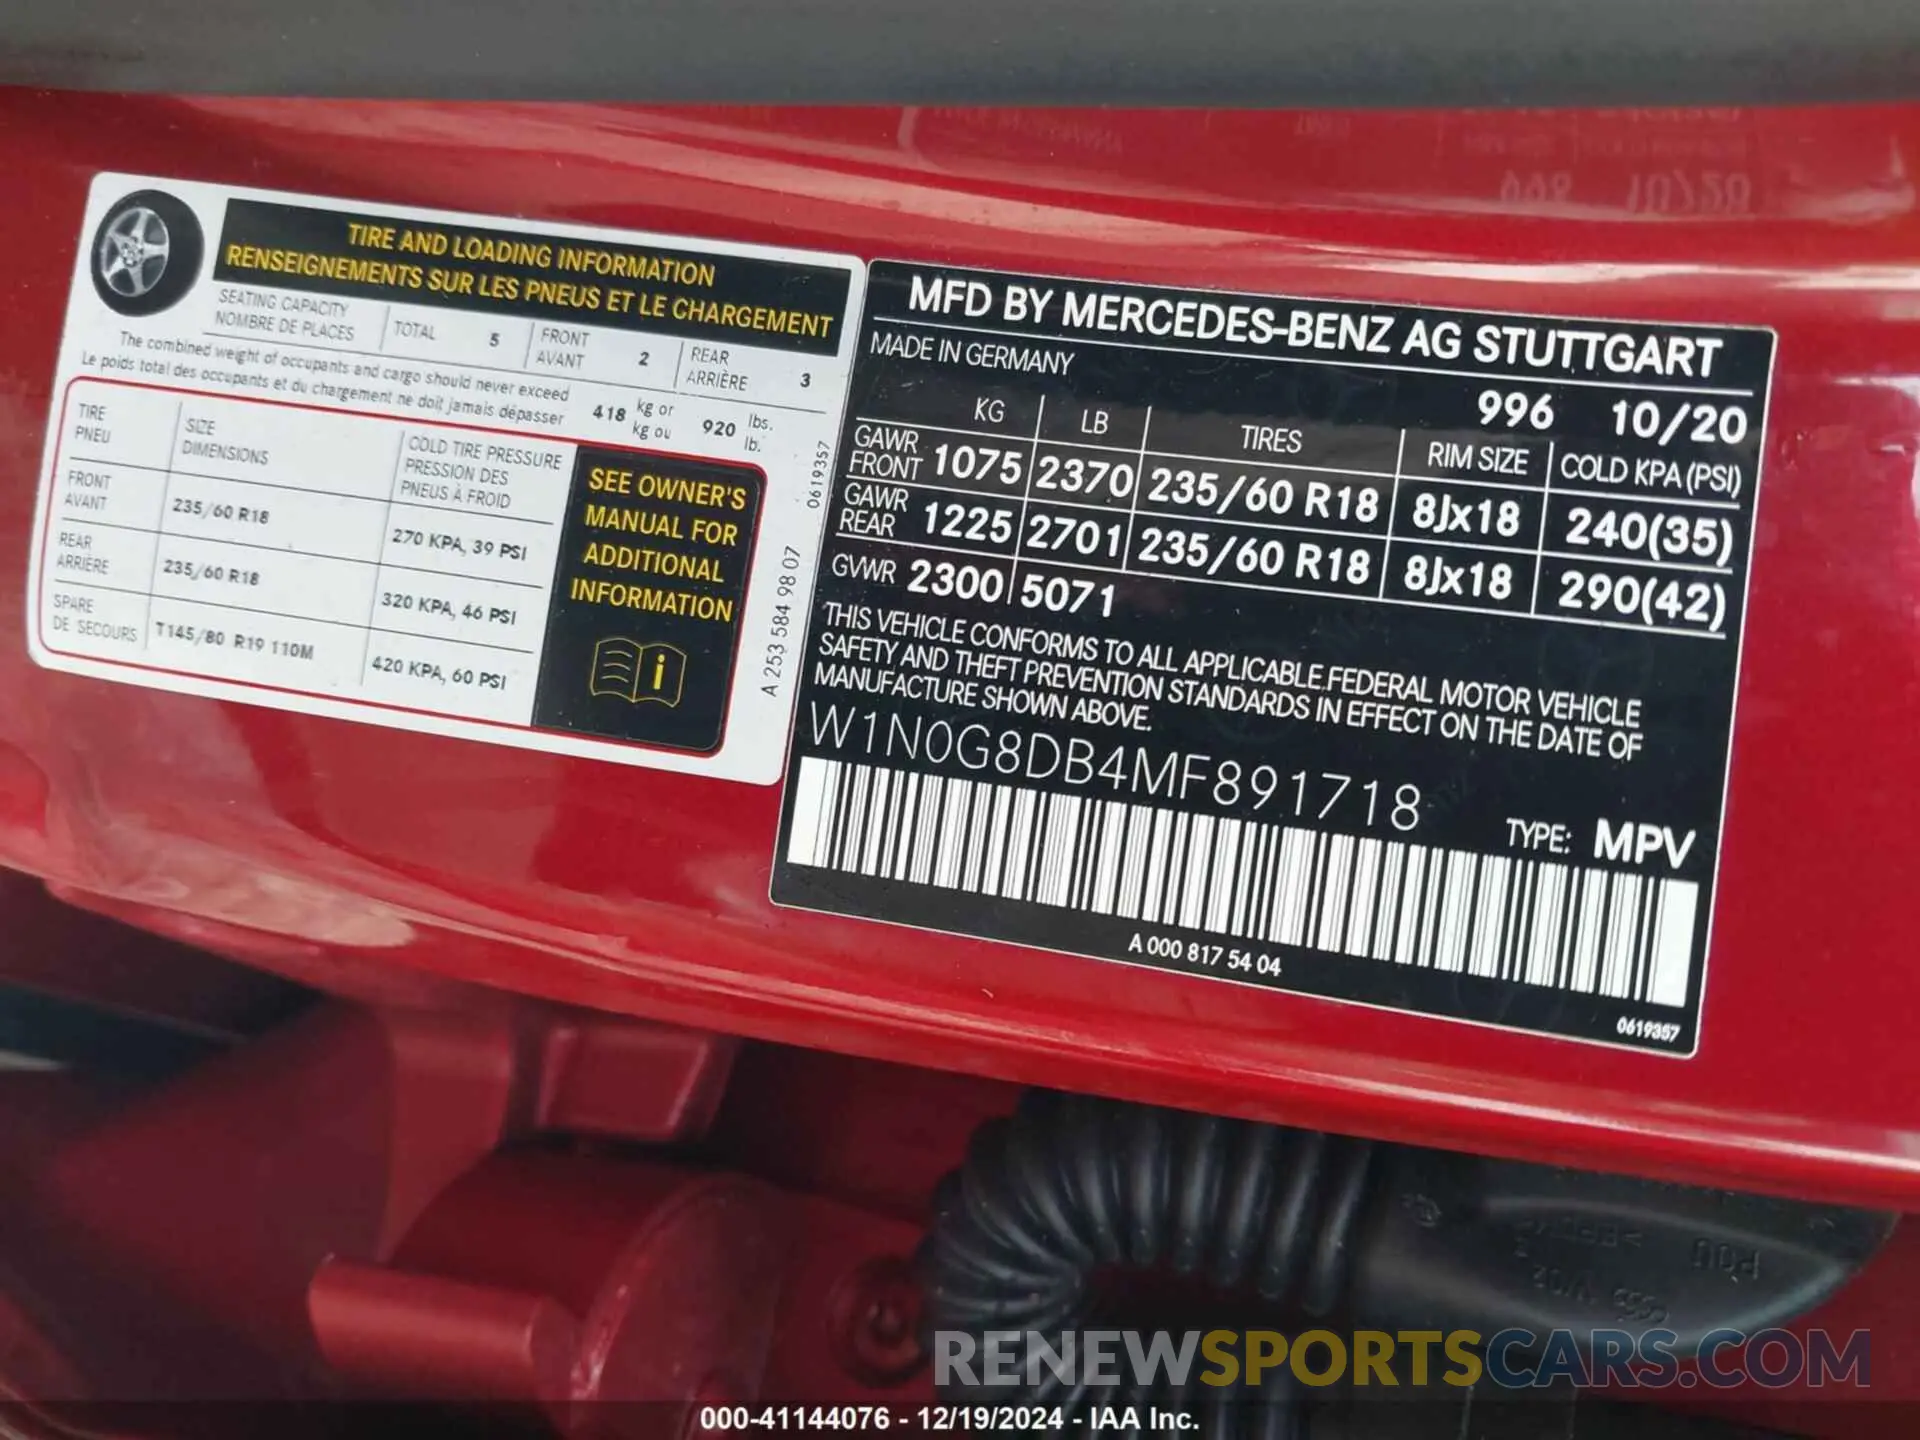 TIRE AND LOADING INFORMATION
RENSEIGNEMENTS SUR LES PNEUS ET LE CHARGEMENT
SEATING CAPACITY
NOMBRE DE PLACES
TOTAL 5
FRONT
AVANT
2
REAR
ARRIÈRE
3
The combined weight of occupants and cargo should never exceed
Le poids total des occupants et du chargement ne doit jamais dépasser
418 kg or
kg ou
920 lbs.
lb.
TIRE
PNEU
SIZE
DIMENSIONS
COLD TIRE PRESSURE
PRESSION DES
PNEUS À FROID
FRONT
AVANT
235/60 R18
270 KPA, 39 PSI
REAR
ARRIÈRE
235/60 R18
320 KPA, 46 PSI
SPARE
DE SECOURS
T145/80 R19 110M
420 KPA, 60 PSI
SEE OWNER'S
MANUAL FOR
ADDITIONAL
INFORMATION
i
A 253 584 98 07
0619357
MFD BY MERCEDES-BENZ AG STUTTGART
MADE IN GERMANY
996 10/20
KG LB TIRES RIM SIZE COLD KPA (PSI)
GAWR
FRONT
1075 2370 235/60 R18 8Jx18 240(35)
GAWR
REAR
1225 2701 235/60 R18 8Jx18 290(42)
GVWR 2300 5071
THIS VEHICLE CONFORMS TO ALL APPLICABLE FEDERAL MOTOR VEHICLE
SAFETY AND THEFT PREVENTION STANDARDS IN EFFECT ON THE DATE OF
MANUFACTURE SHOWN ABOVE.
W1N0G8DB4MF891718
TYPE: MPV
A 000 817 54 04
0619357
RENEWSPORTSCARS.COM
000-41144076 - 12/19/2024 - IAA Inc.